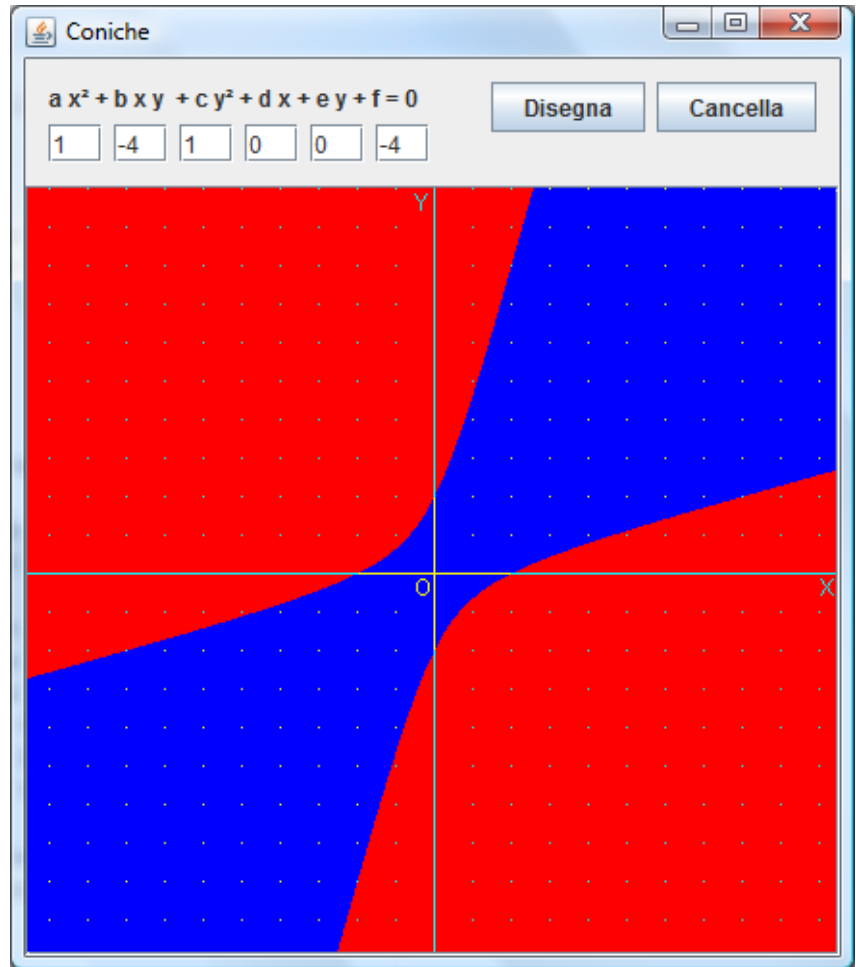 Coniche
a x² + b x y + c y² + d x + e y + f = 0
Disegna Cancella
1 -4 1 0 0 -4
Y
O X